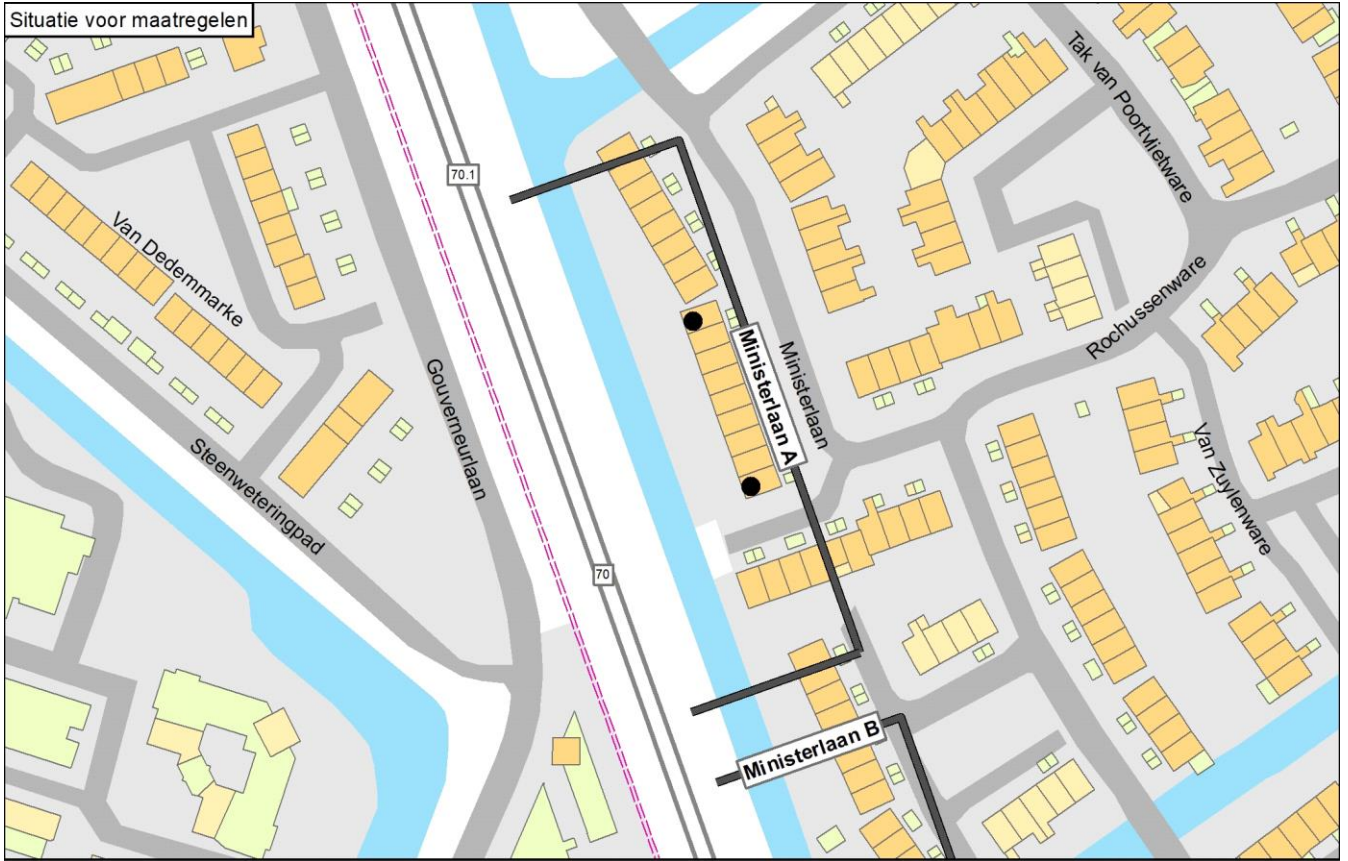 Situatie voor maatregelen
Tak van Poortvlietware
70.1
Van Dedemmarke
Rochussenware
Ministerlaan A
Ministerlaan
Gouverneurlaan
Steenweteringpad
Van Zuylenware
70
Ministerlaan B